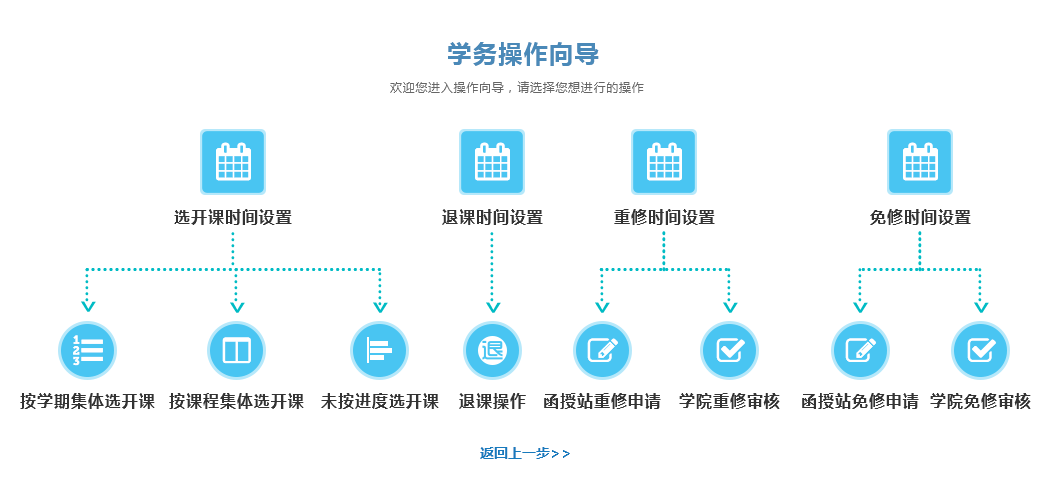 学务操作向导
欢迎您进入操作向导，请选择您想进行的操作
选开课时间设置
退课时间设置
重修时间设置
免修时间设置
1
2
3
退
按学期集体选开课
按课程集体选开课
未按进度选开课
退课操作
函授站重修申请
学院重修审核
函授站免修申请
学院免修审核
返回上一步>>